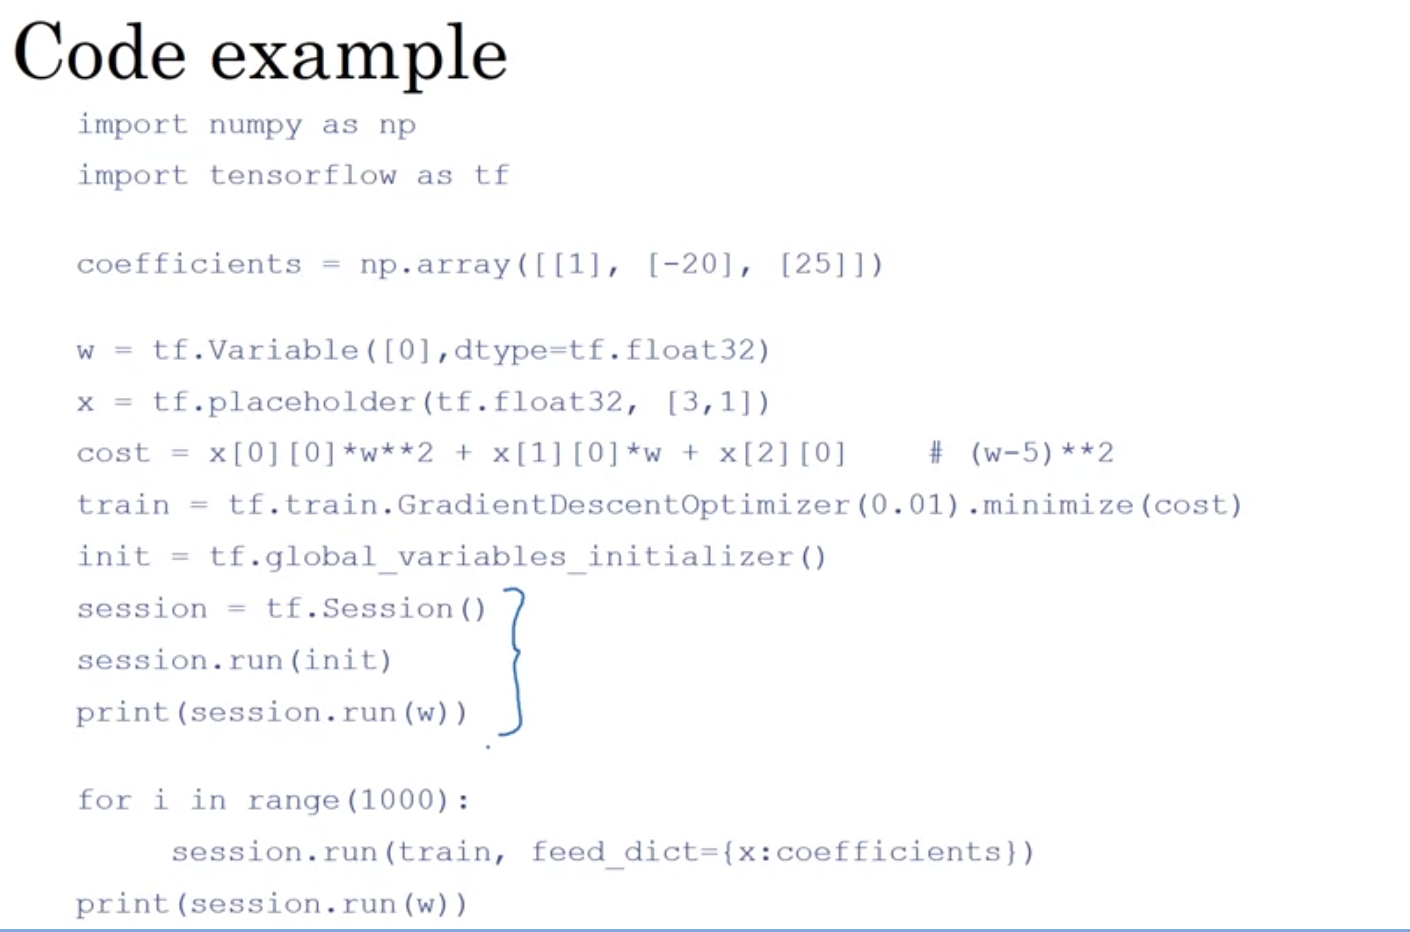 Code example
import numpy as np
import tensorflow as tf
coefficients = np.array([[1], [-20], [25]])
w = tf.Variable([0],dtype=tf.float32)
x = tf.placeholder(tf.float32, [3,1])
cost = x[0][0]*w**2 + x[1][0]*w + x[2][0]    # (w-5)**2
train = tf.train.GradientDescentOptimizer(0.01).minimize(cost)
init = tf.global_variables_initializer()
session = tf.Session()
session.run(init)
print(session.run(w))
for i in range(1000):
     session.run(train, feed_dict={x:coefficients})
print(session.run(w))